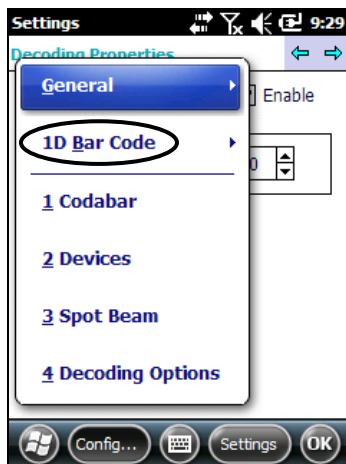 Settings 9:29
Decoding Properties
General
Enable
1D Bar Code
0
1 Codabar
2 Devices
3 Spot Beam
4 Decoding Options
Config... Settings OK